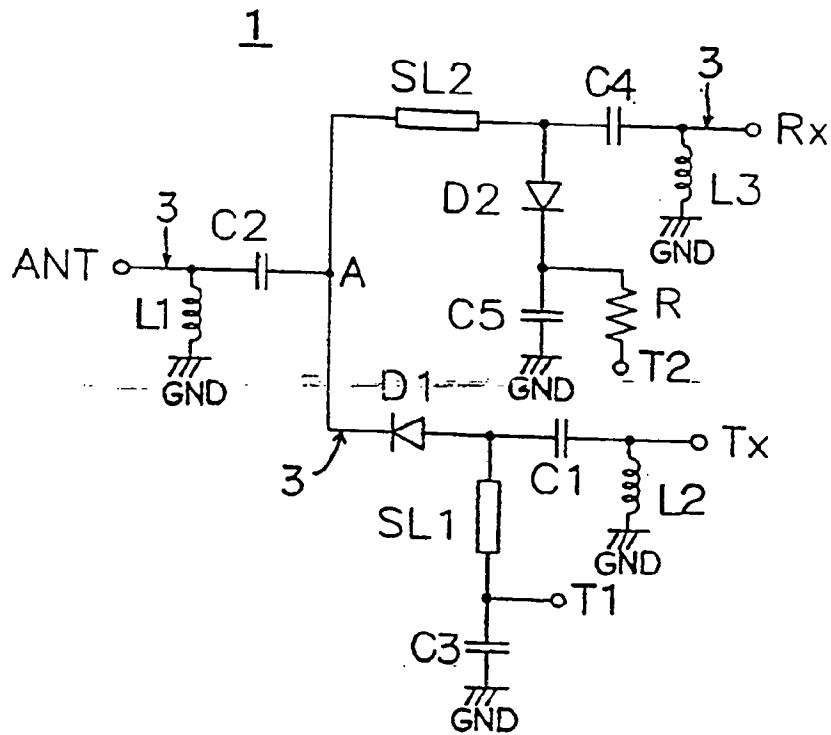 1
SL2
C4
3
Rx
D2
L3
GND
3
C2
ANT
A
L1
C5
R
GND
T2
D1
GND
Tx
3
C1
L2
SL1
GND
T1
C3
GND